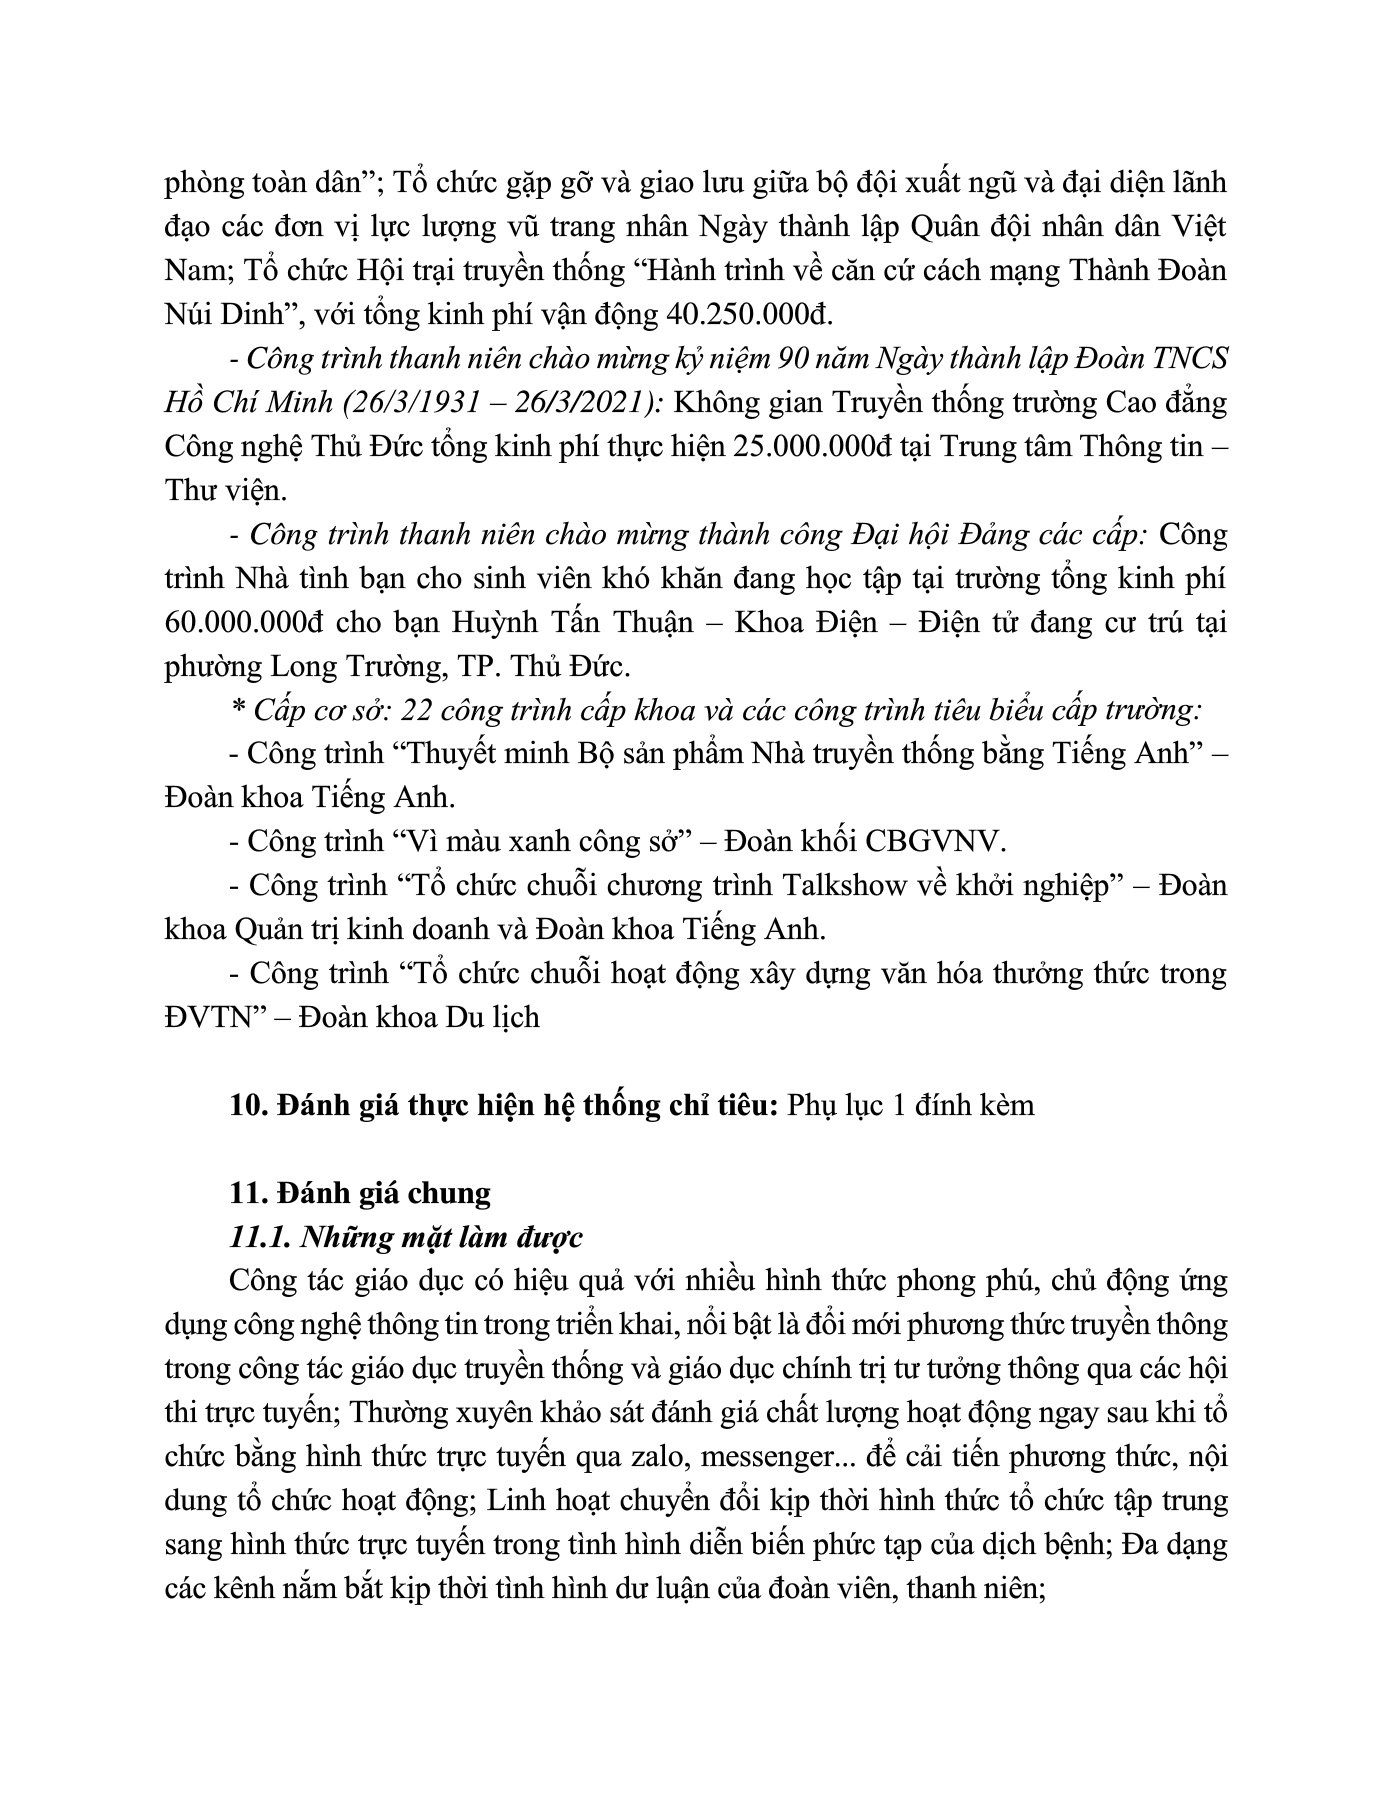 phòng toàn dân”; Tổ chức gặp gỡ và giao lưu giữa bộ đội xuất ngũ và đại diện lãnh
đạo các đơn vị lực lượng vũ trang nhân Ngày thành lập Quân đội nhân dân Việt
Nam; Tổ chức Hội trại truyền thống “Hành trình về căn cứ cách mạng Thành Đoàn
Núi Dinh”, với tổng kinh phí vận động 40.250.000đ.
- Công trình thanh niên chào mừng kỷ niệm 90 năm Ngày thành lập Đoàn TNCS
Hồ Chí Minh (26/3/1931 – 26/3/2021): Không gian Truyền thống trường Cao đẳng
Công nghệ Thủ Đức tổng kinh phí thực hiện 25.000.000đ tại Trung tâm Thông tin –
Thư viện.
- Công trình thanh niên chào mừng thành công Đại hội Đảng các cấp: Công
trình Nhà tình bạn cho sinh viên khó khăn đang học tập tại trường tổng kinh phí
60.000.000đ cho bạn Huỳnh Tấn Thuận – Khoa Điện – Điện tử đang cư trú tại
phường Long Trường, TP. Thủ Đức.
* Cấp cơ sở: 22 công trình cấp khoa và các công trình tiêu biểu cấp trường:
- Công trình “Thuyết minh Bộ sản phẩm Nhà truyền thống bằng Tiếng Anh” –
Đoàn khoa Tiếng Anh.
- Công trình “Vì màu xanh công sở” – Đoàn khối CBGVNV.
- Công trình “Tổ chức chuỗi chương trình Talkshow về khởi nghiệp” – Đoàn
khoa Quản trị kinh doanh và Đoàn khoa Tiếng Anh.
- Công trình “Tổ chức chuỗi hoạt động xây dựng văn hóa thưởng thức trong
ĐVTN” – Đoàn khoa Du lịch
10. Đánh giá thực hiện hệ thống chỉ tiêu: Phụ lục 1 đính kèm
11. Đánh giá chung
11.1. Những mặt làm được
Công tác giáo dục có hiệu quả với nhiều hình thức phong phú, chủ động ứng
dụng công nghệ thông tin trong triển khai, nổi bật là đổi mới phương thức truyền thông
trong công tác giáo dục truyền thống và giáo dục chính trị tư tưởng thông qua các hội
thi trực tuyến; Thường xuyên khảo sát đánh giá chất lượng hoạt động ngay sau khi tổ
chức bằng hình thức trực tuyến qua zalo, messenger... để cải tiến phương thức, nội
dung tổ chức hoạt động; Linh hoạt chuyển đổi kịp thời hình thức tổ chức tập trung
sang hình thức trực tuyến trong tình hình diễn biến phức tạp của dịch bệnh; Đa dạng
các kênh nắm bắt kịp thời tình hình dư luận của đoàn viên, thanh niên;